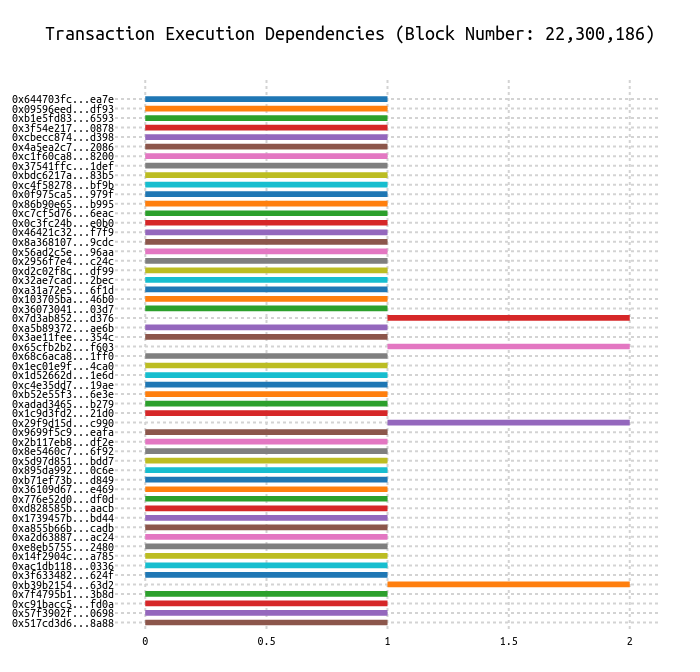 Transaction Execution Dependencies (Block Number: 22,300,186)
0x644703fc...ea7e
0x09596eed...df93
0xb1e5fd83...6593
0x3f54e217...0878
0xcbecc874...d398
0x4a5ea2c7...2086
0xc1f60ca8...8200
0x37541ffc...1def
0xbdc6217a...83b5
0xc4f58278...bf9b
0x0f975ca5...979f
0x86b90e65...b995
0xc7cf5d76...6eac
0x0c3fc24b...e0b0
0x46421c32...f7f9
0x8a368107...9cdc
0x56ad2c5e...96aa
0x2956f7e4...c24c
0xd2c02f8c...df99
0x32ae7cad...2bec
0xa31a72e5...6f1d
0x103705ba...46b0
0x36073041...03d7
0x7d3ab852...d376
0xa5b89372...ae6b
0x3ae11fee...354c
0x65cfb2b2...f603
0x68c6aca8...1ff0
0x1ec01e9f...4ca0
0x1d52662d...1e6d
0xc4e35dd7...19ae
0xb52e55f3...6e3e
0xadad3465...b279
0x1c9d3fd2...21d0
0x29f9d15d...c990
0x9699f5c9...eafa
0x2b117eb8...df2e
0x8e5460c7...6f92
0x5d97d851...bdd7
0x895da992...0c6e
0xb71ef73b...d849
0x36109d67...e469
0x776e52d0...df0d
0xd828585b...aacb
0x1739457b...bd44
0xa855b66b...cadb
0xa2d63887...ac24
0xe8eb5755...2480
0x14f2904c...a785
0xac1db118...0336
0x3f633482...624f
0xb39b2154...63d2
0x7f4795b1...3b8d
0xc91bacc5...fd0a
0x57f3902f...0698
0x517cd3d6...8a88
0 0.5 1 1.5 2